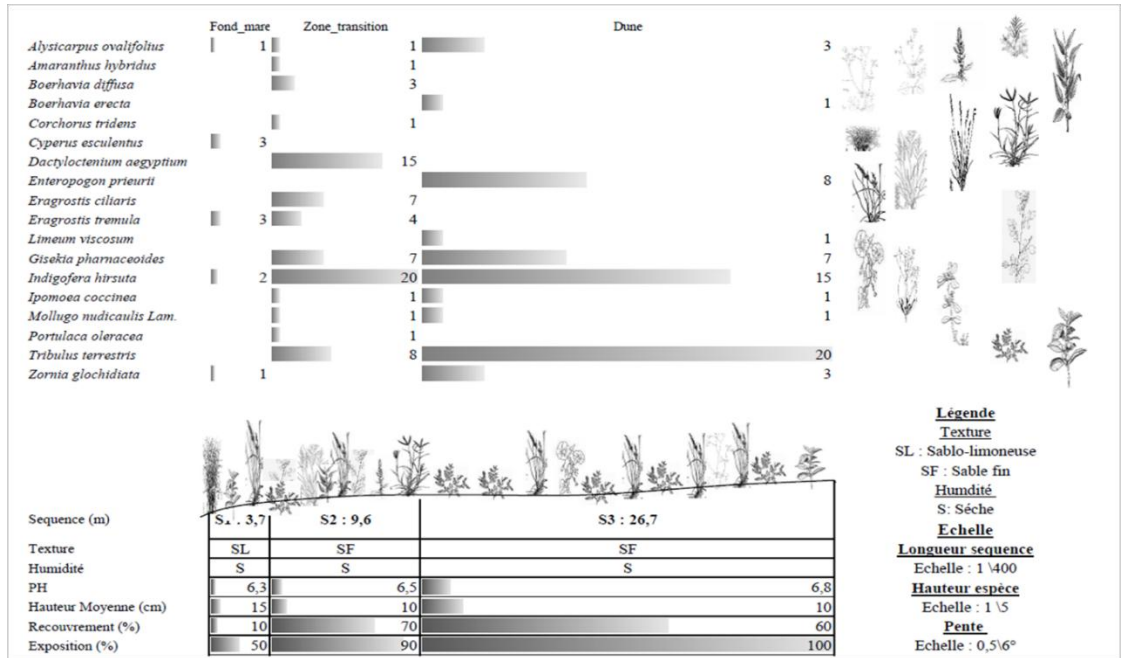 Fond_mare Zone_transition Dune
Alysicarpus ovalifolius 1 1 3
Amaranthus hybridus 1
Boerhavia diffusa 3
Boerhavia erecta 1
Corchorus tridens 1
Cyperus esculentus 3
Dactyloctenium aegyptium 15
Enteropogon prieurii 8
Eragrostis ciliaris 7
Eragrostis tremula 3 4
Limeum viscosum 1
Gisekia pharnaceoides 7 7
Indigofera hirsuta 2 20 15
Ipomoea coccinea 1 1
Mollugo nudicaulis Lam. 1 1
Portulaca oleracea 1
Tribulus terrestris 8 20
Zornia glochidiata 1 3
Sequence (m) 3,7 S2 : 9,6 S3 : 26,7
Texture SL SF SF
Humidité S S S
PH 6,3 6,5 6,8
Hauteur Moyenne (cm) 15 10 10
Recouvrement (%) 10 70 60
Exposition (%) 50 90 100
Légende
Texture
SL : Sablo-limoneuse
SF : Sable fin
Humdité
S: Séche
Echelle
Longueur sequence
Echelle : 1 \400
Hauteur espèce
Echelle : 1 \5
Pente
Echelle : 0,5\6°